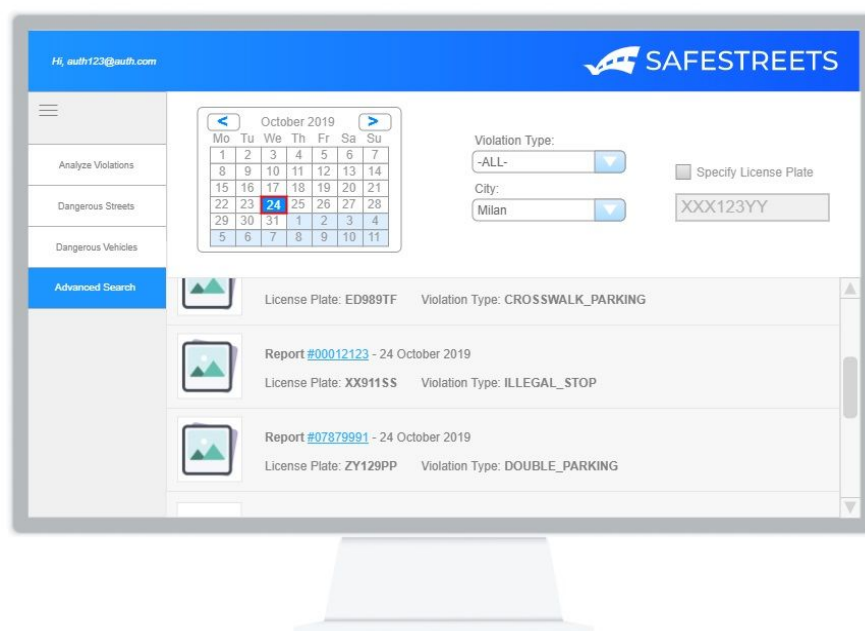 Hi, auth123@auth.com
SAFESTREETS
Analyze Violations
Dangerous Streets
Dangerous Vehicles
Advanced Search
< October 2019 >
Mo Tu We Th Fr Sa Su
1 2 3 4 5 6 7
8 9 10 11 12 13 14
15 16 17 18 19 20 21
22 23 24 25 26 27 28
29 30 31 1 2 3 4
5 6 7 8 9 10 11
Violation Type:
-ALL-
City:
Milan
Specify License Plate
XXX123YY
License Plate: ED989TF Violation Type: CROSSWALK_PARKING
Report #00012123 - 24 October 2019
License Plate: XX911SS Violation Type: ILLEGAL_STOP
Report #07879991 - 24 October 2019
License Plate: ZY129PP Violation Type: DOUBLE_PARKING